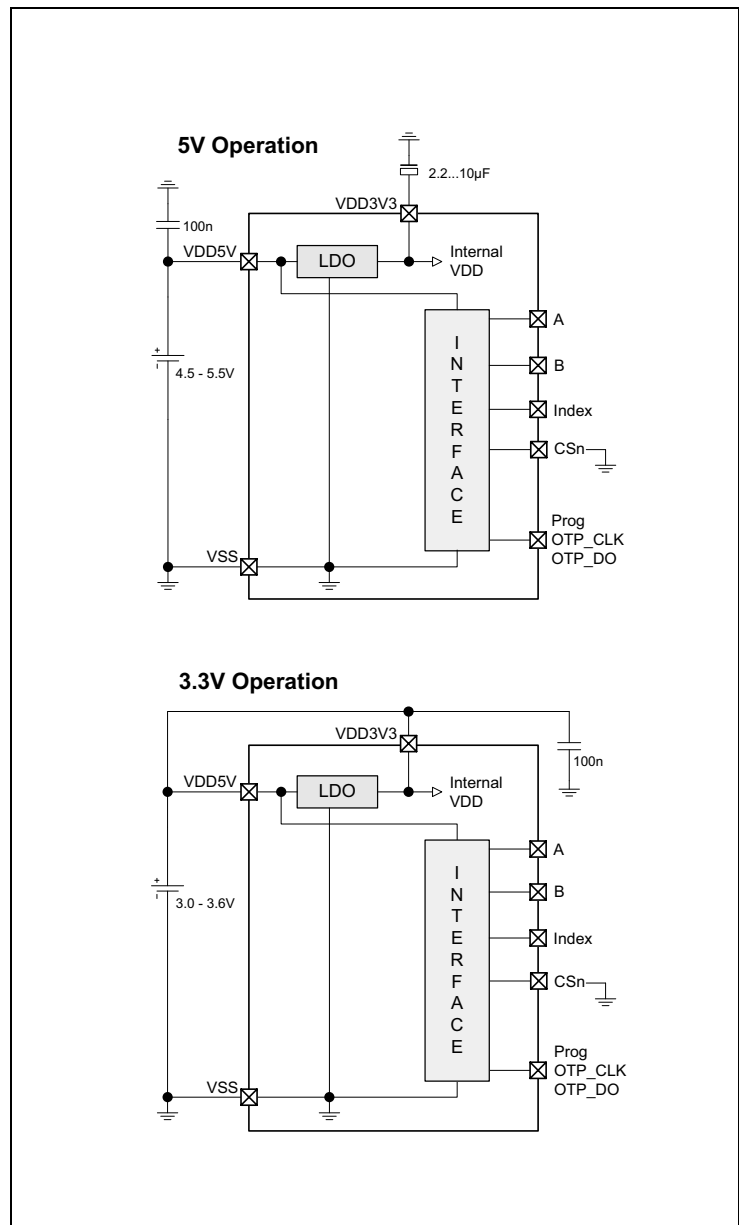 5V Operation
2.2...10µF
VDD3V3
100n
VDD5V
LDO
Internal
VDD
+
-
4.5 - 5.5V
I
N
T
E
R
F
A
C
E
A
B
Index
CSn
Prog
OTP_CLK
OTP_DO
VSS
3.3V Operation
VDD3V3
100n
VDD5V
LDO
Internal
VDD
+
-
3.0 - 3.6V
I
N
T
E
R
F
A
C
E
A
B
Index
CSn
Prog
OTP_CLK
OTP_DO
VSS